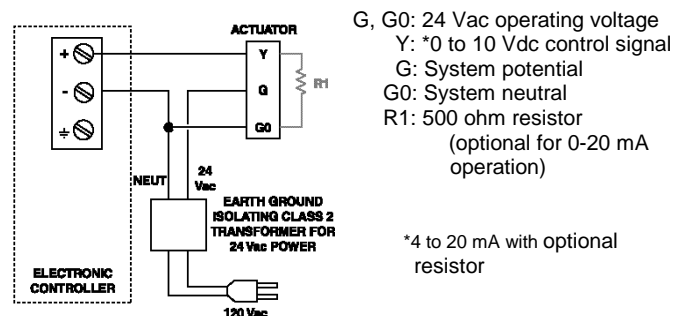 ACTUATOR
+
-
Y
G
G0
R1
NEUT
24
Vac
EARTH GROUND
ISOLATING CLASS 2
TRANSFORMER FOR
24 Vac POWER
ELECTRONIC
CONTROLLER
120 Vac
G, G0: 24 Vac operating voltage
Y: *0 to 10 Vdc control signal
G: System potential
G0: System neutral
R1: 500 ohm resistor
(optional for 0-20 mA
operation)
*4 to 20 mA with optional
resistor